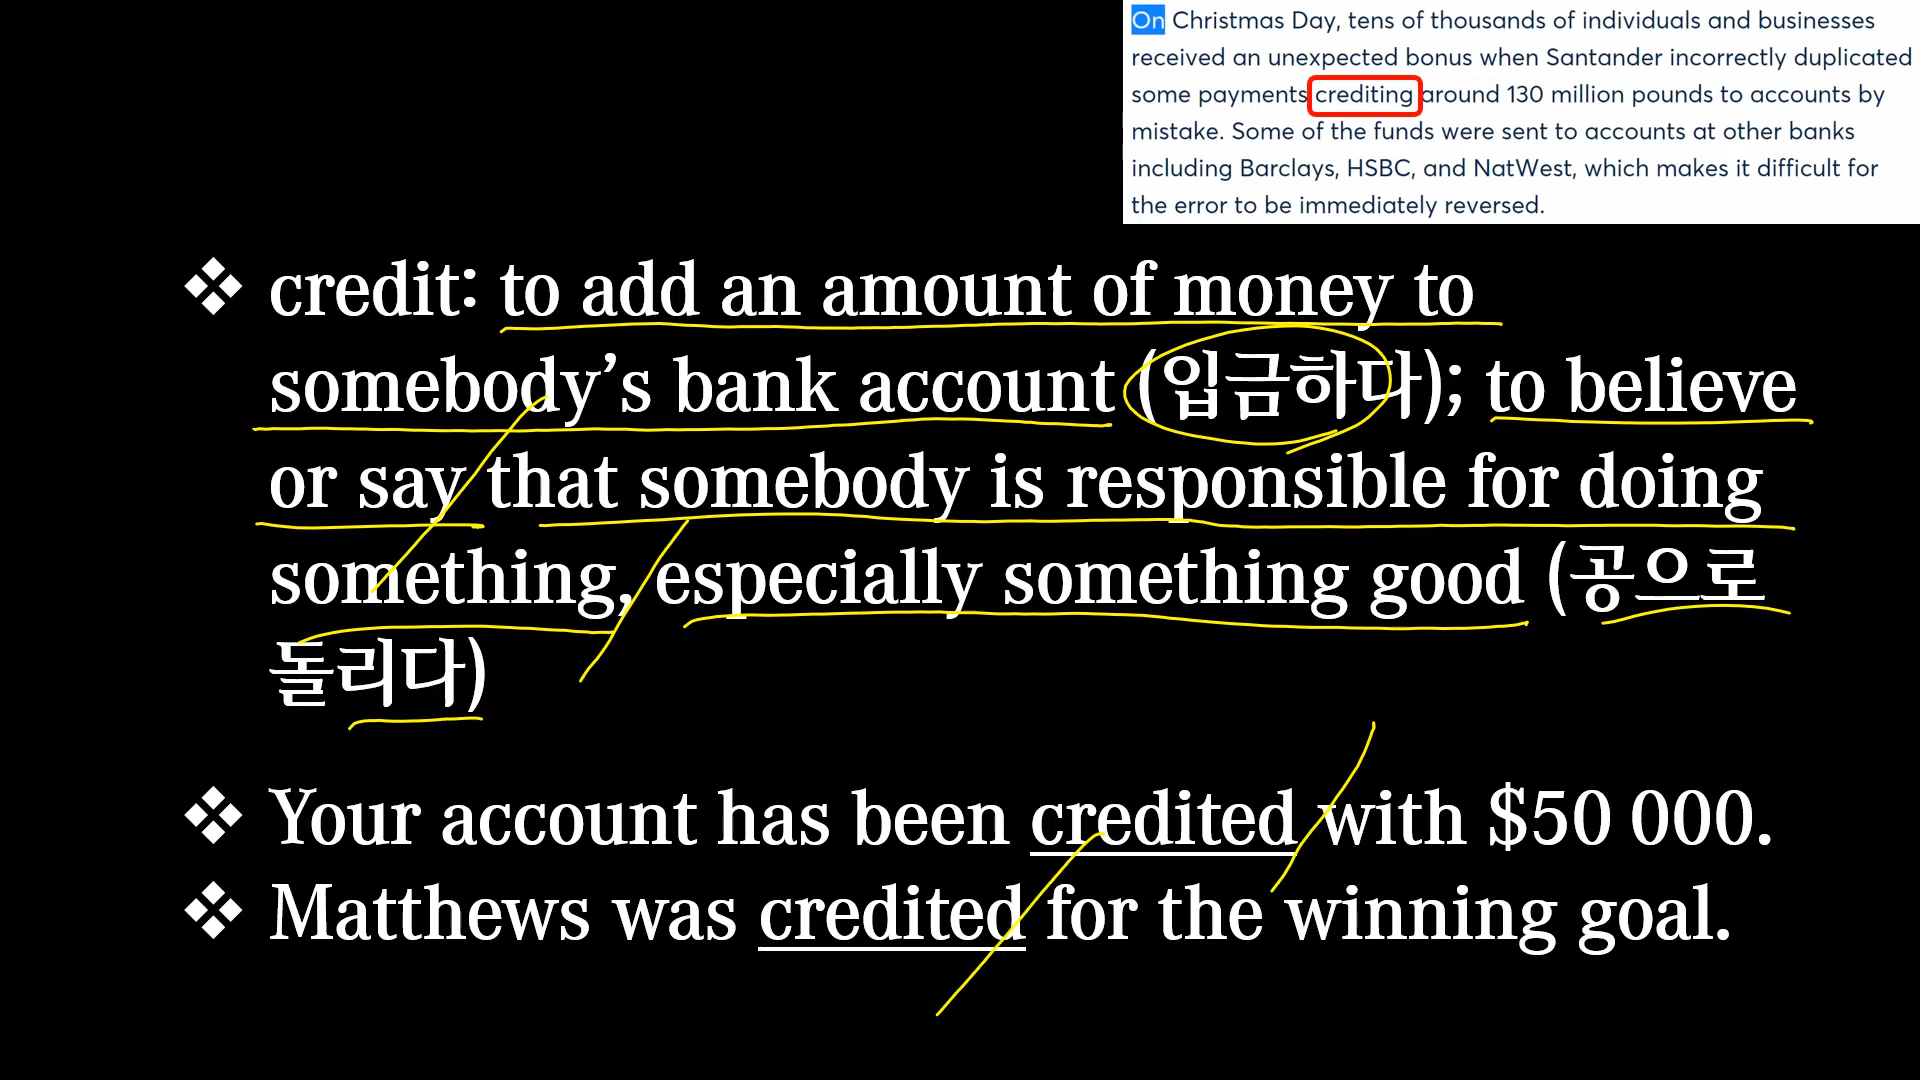 On Christmas Day, tens of thousands of individuals and businesses
received an unexpected bonus when Santander incorrectly duplicated
some payments crediting around 130 million pounds to accounts by
mistake. Some of the funds were sent to accounts at other banks
including Barclays, HSBC, and NatWest, which makes it difficult for
the error to be immediately reversed.
❖ credit: to add an amount of money to
somebody’s bank account (입금하다); to believe
or say that somebody is responsible for doing
something, especially something good (공으로
돌리다)
❖ Your account has been credited with $50 000.
❖ Matthews was credited for the winning goal.